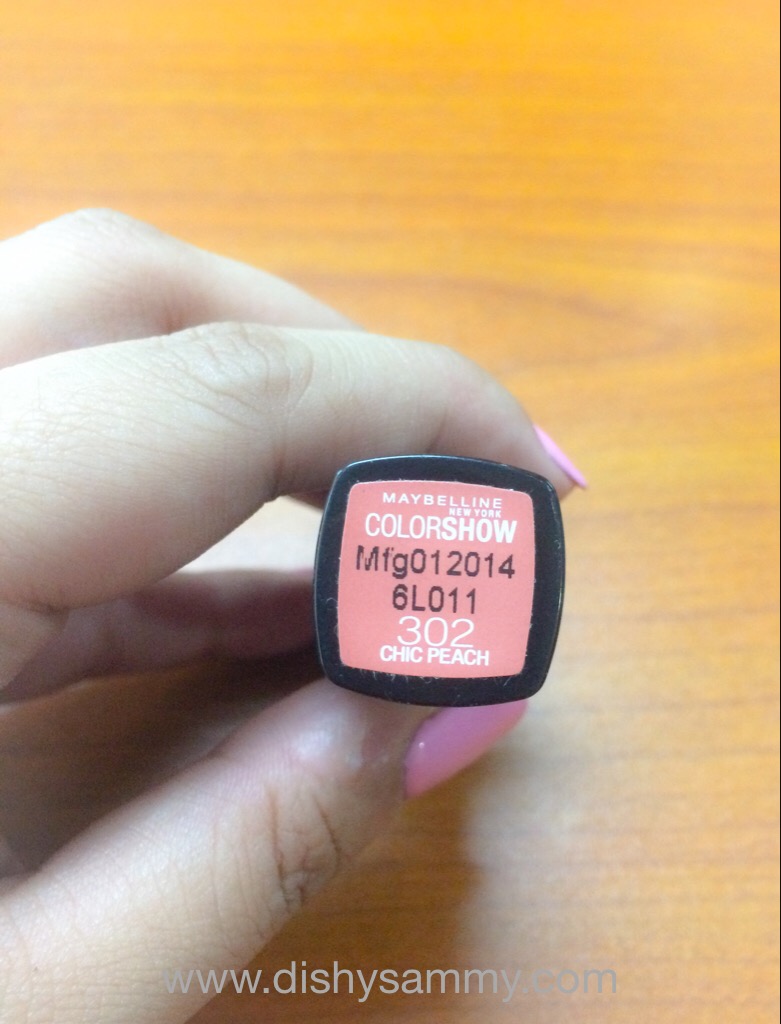 MAYBELLINE
NEW YORK
COLORSHOW
Mfg012014
6L011
302
CHIC PEACH
www.dishysammy.com